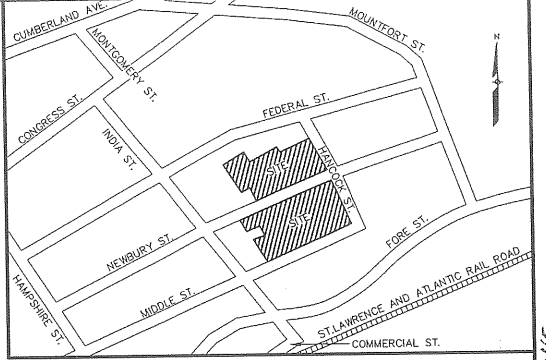 CUMBERLAND AVE.
MOUNTFORT ST.
MONTGOMERY ST.
N
CONGRESS ST.
FEDERAL ST.
INDIA ST.
HANCOCK ST.
SITE
SITE
NEWBURY ST.
FORE ST.
HAMPSHIRE ST.
MIDDLE ST.
ST.LAWRENCE AND ATLANTIC RAIL ROAD
COMMERCIAL ST.